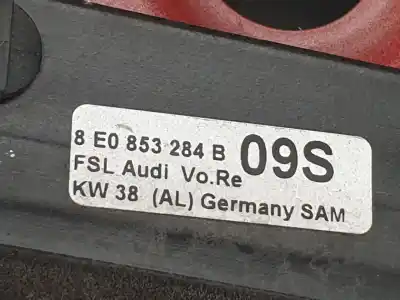 8 E0 853 284 B 09S
FSL Audi Vo.Re
KW 38 (AL) Germany SAM